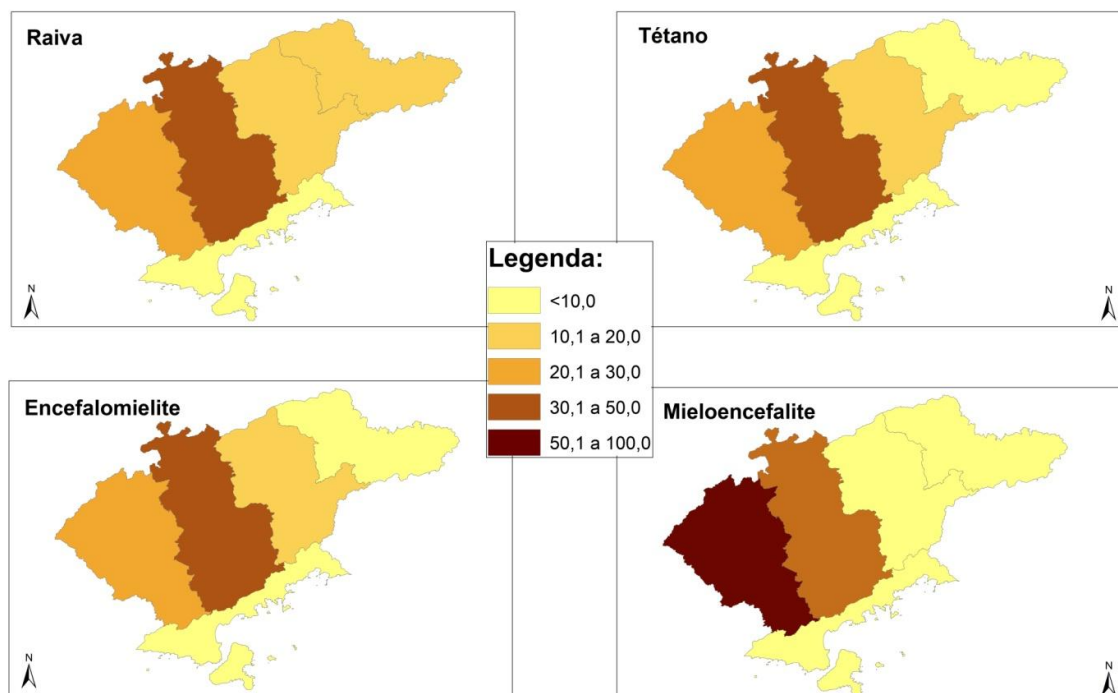 Raiva
Tétano
N
N
Legenda:
<10,0
10,1 a 20,0
20,1 a 30,0
30,1 a 50,0
50,1 a 100,0
Encefalomielite
Mieloencefalite
N
N